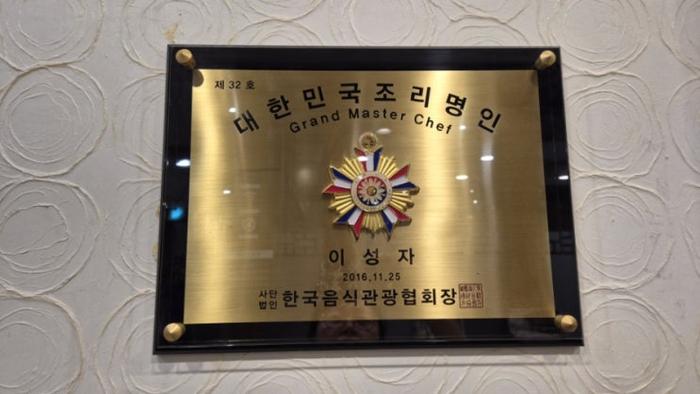 제 32 호
대한민국조리명인
Grand Master Chef
이 성 자
2016.11.25
사단법인 한국음식관광협회장